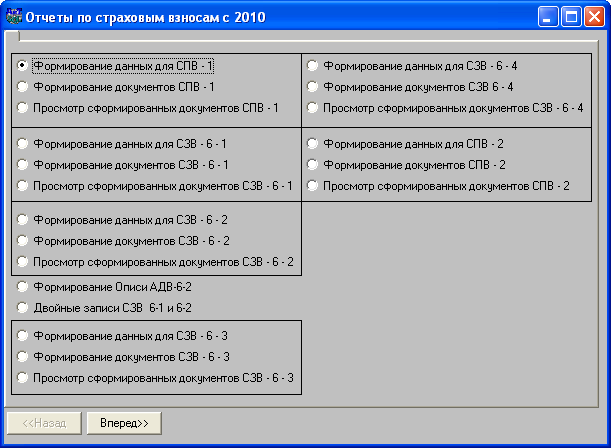 Отчеты по страховым взносам с 2010
Формирование данных для СПВ - 1
Формирование документов СПВ - 1
Просмотр сформированных документов СПВ - 1
Формирование данных для СЗВ - 6 - 4
Формирование документов СЗВ 6 - 4
Просмотр сформированных документов СЗВ - 6 - 4
Формирование данных для СЗВ - 6 - 1
Формирование документов СЗВ - 6 - 1
Просмотр сформированных документов СЗВ - 6 - 1
Формирование данных для СПВ - 2
Формирование документов СПВ - 2
Просмотр сформированных документов СПВ - 2
Формирование данных для СЗВ - 6 - 2
Формирование документов СЗВ - 6 - 2
Просмотр сформированных документов СЗВ - 6 - 2
Формирование Описи АДВ-6-2
Двойные записи СЗВ 6-1 и 6-2
Формирование данных для СЗВ - 6 - 3
Формирование документов СЗВ - 6 - 3
Просмотр сформированных документов СЗВ - 6 - 3
<<Назад
Вперед>>